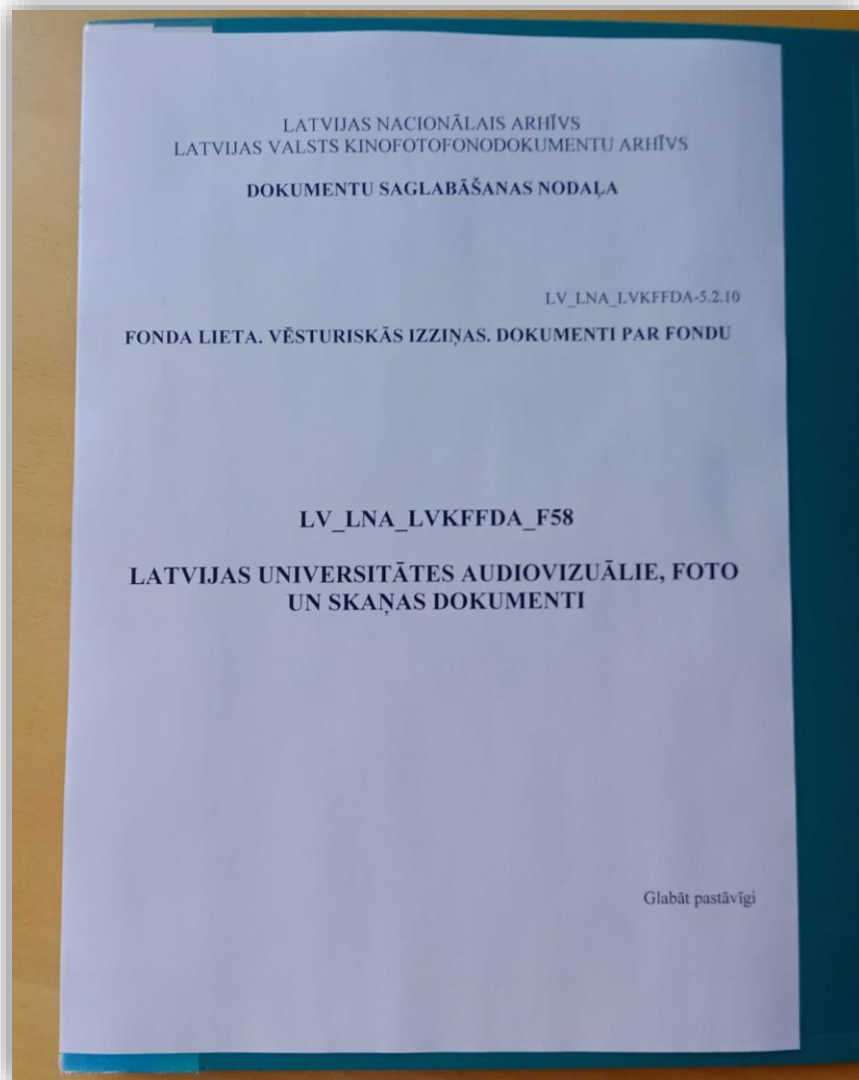 LATVIJAS NACIONĀLAIS ARHĪVS
LATVIJAS VALSTS KINOFOTOFONODOKUMENTU ARHĪVS
DOKUMENTU SAGLABĀŠANAS NODAĻA
LV_LNA_LVKFFDA-5.2.10
FONDA LIETA. VĒSTURISKĀS IZZIŅAS. DOKUMENTI PAR FONDU
LV_LNA_LVKFFDA_F58
LATVIJAS UNIVERSITĀTES AUDIOVIZUĀLIE, FOTO
UN SKAŅAS DOKUMENTI
Glabāt pastāvīgi